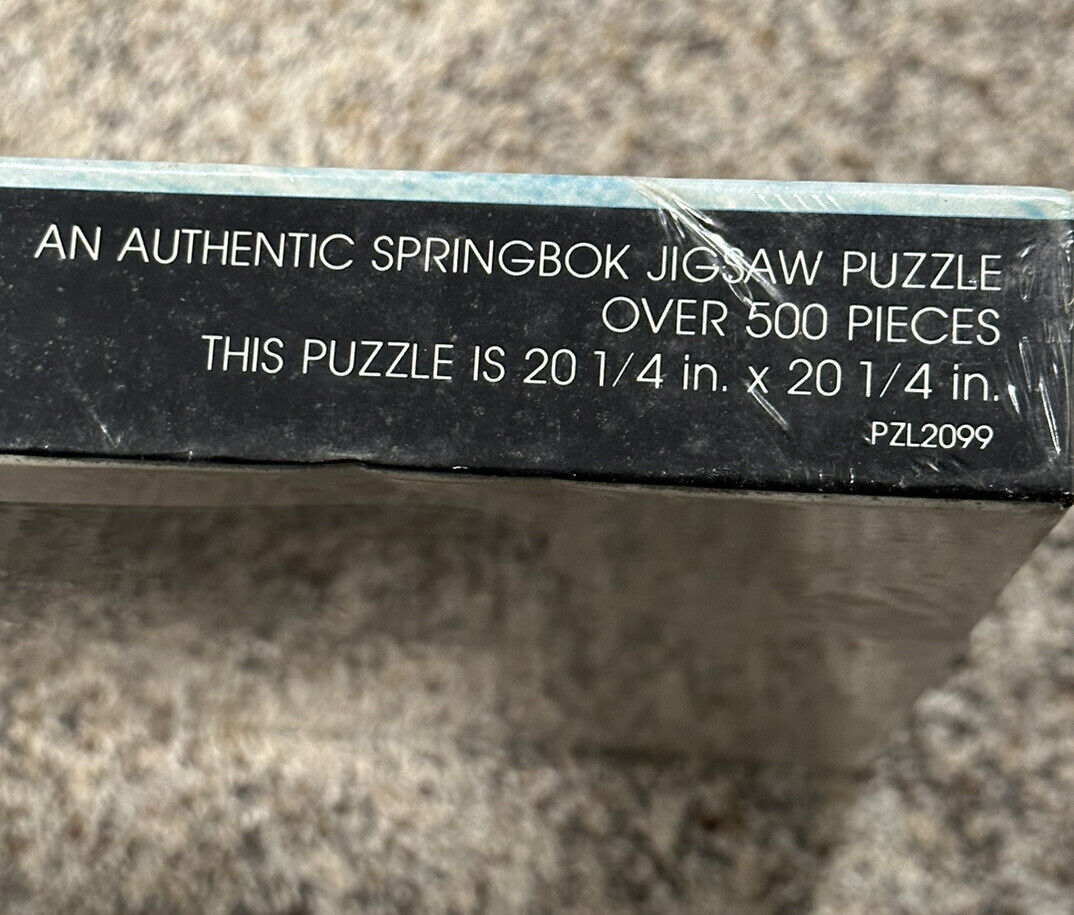 AN AUTHENTIC SPRINGBOK JIGSAW PUZZLE
OVER 500 PIECES
THIS PUZZLE IS 20 1/4 in. x 20 1/4 in.
PZL2099